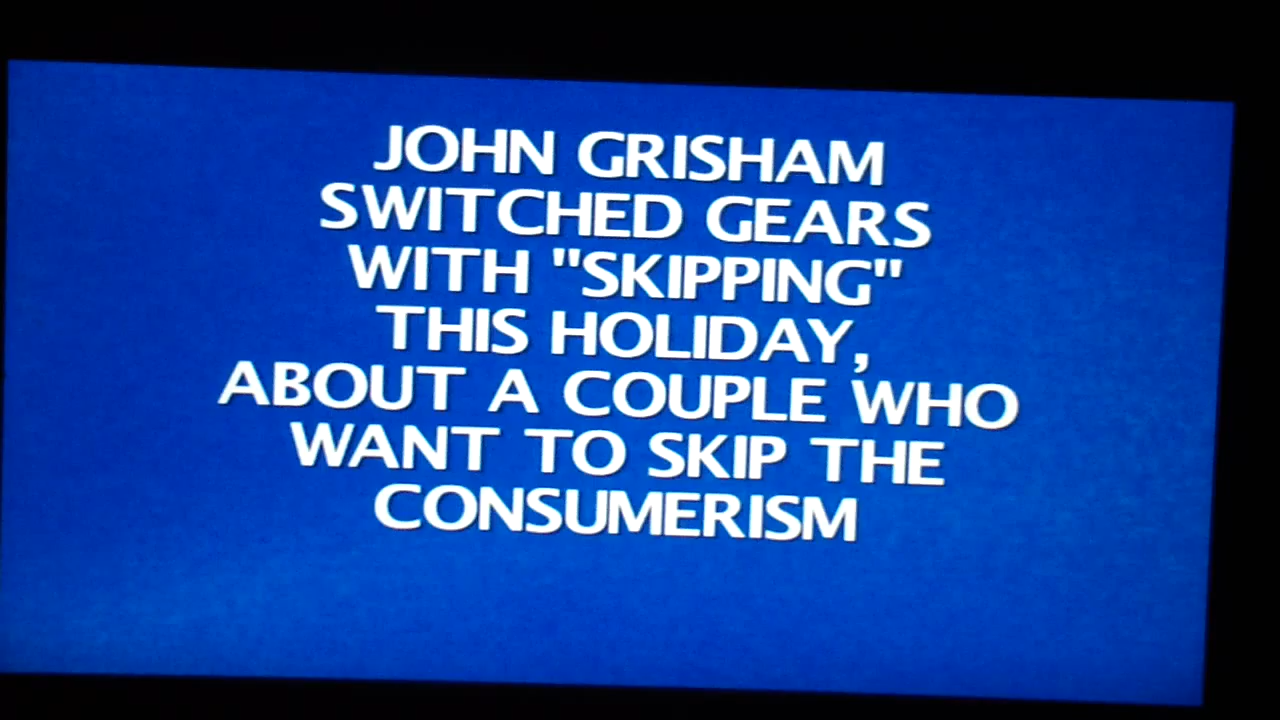 JOHN GRISHAM
SWITCHED GEARS
WITH "SKIPPING"
THIS HOLIDAY,
ABOUT A COUPLE WHO
WANT TO SKIP THE
CONSUMERISM